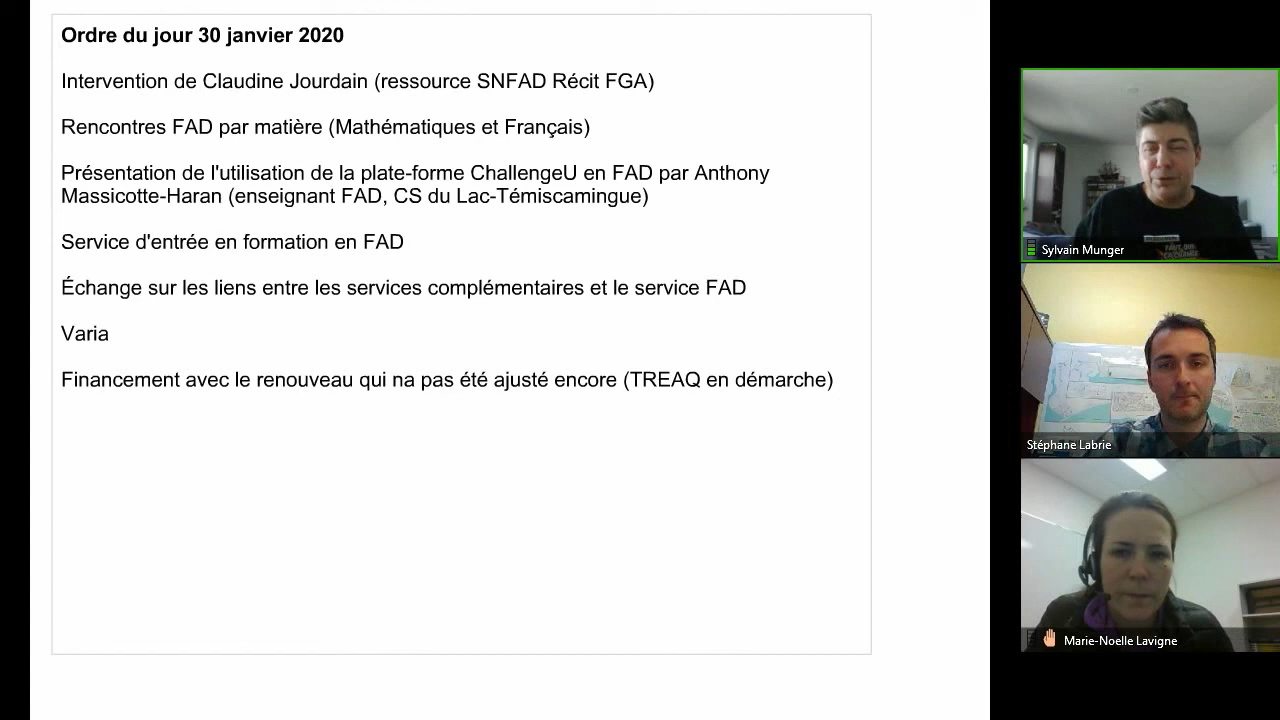 Ordre du jour 30 janvier 2020
Intervention de Claudine Jourdain (ressource SNFAD Récit FGA)
Rencontres FAD par matière (Mathématiques et Français)
Présentation de l'utilisation de la plate-forme ChallengeU en FAD par Anthony
Massicotte-Haran (enseignant FAD, CS du Lac-Témiscamingue)
Service d'entrée en formation en FAD
Échange sur les liens entre les services complémentaires et le service FAD
Varia
Financement avec le renouveau qui na pas été ajusté encore (TREAQ en démarche)
Sylvain Munger
Stéphane Labrie
Marie-Noelle Lavigne